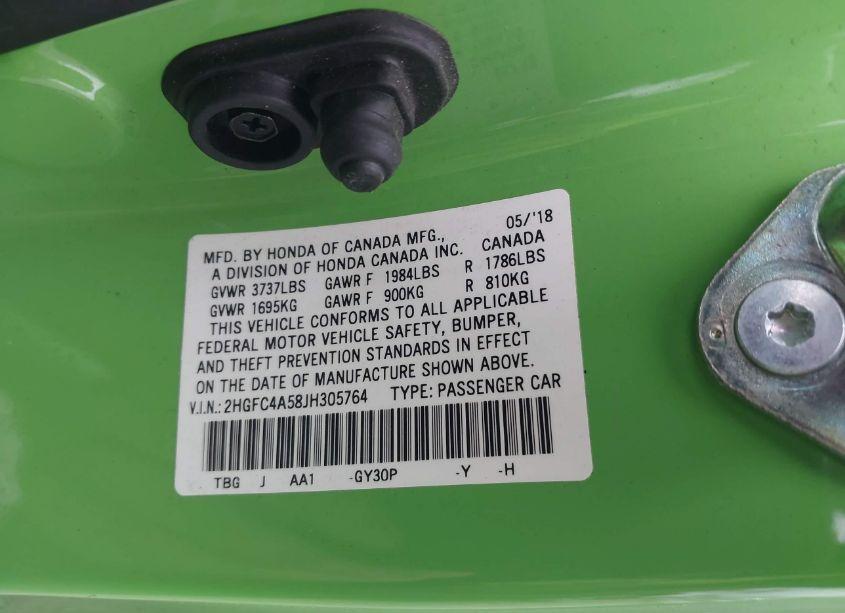 05/'18
MFD. BY HONDA OF CANADA MFG.,
A DIVISION OF HONDA CANADA INC. CANADA
GVWR 3737LBS GAWR F 1984LBS R 1786LBS
GVWR 1695KG GAWR F 900KG R 810KG
THIS VEHICLE CONFORMS TO ALL APPLICABLE
FEDERAL MOTOR VEHICLE SAFETY, BUMPER,
AND THEFT PREVENTION STANDARDS IN EFFECT
ON THE DATE OF MANUFACTURE SHOWN ABOVE.
V.I.N.: 2HGFC4A58JH305764 TYPE: PASSENGER CAR
TBG J AA1 -GY30P -Y -H